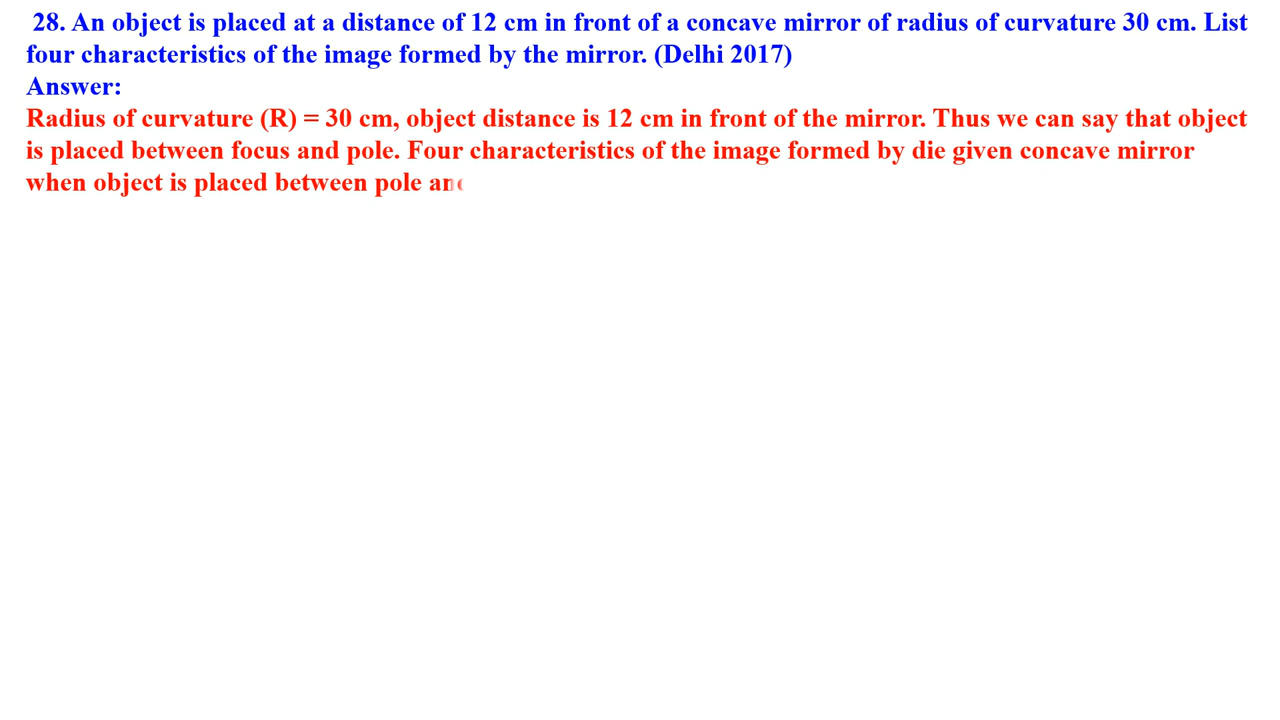 28. An object is placed at a distance of 12 cm in front of a concave mirror of radius of curvature 30 cm. List
four characteristics of the image formed by the mirror. (Delhi 2017)
Answer:
Radius of curvature (R) = 30 cm, object distance is 12 cm in front of the mirror. Thus we can say that object
is placed between focus and pole. Four characteristics of the image formed by die given concave mirror
when object is placed between pole